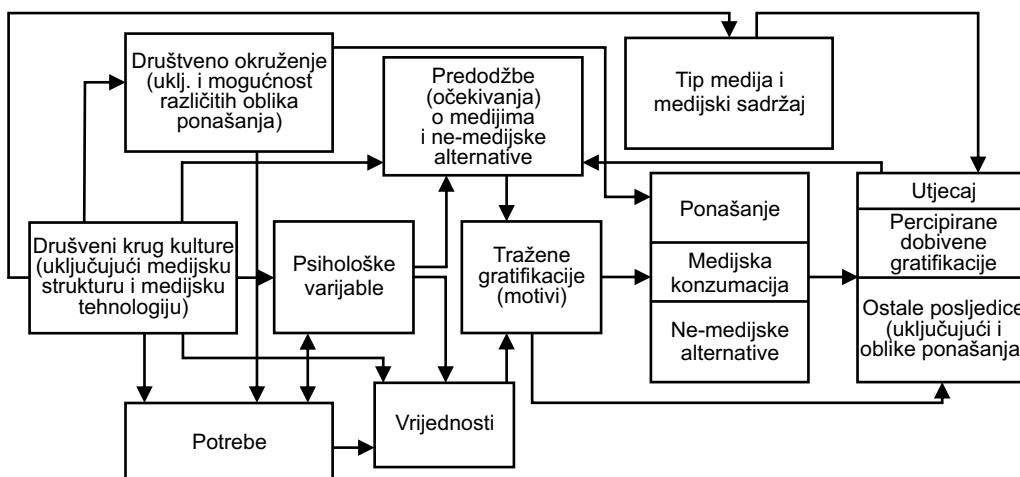 Društveno okruženje
(uklj. i mogućnost
različitih oblika
ponašanja)
Predodžbe
(očekivanja)
o medijima
i ne-medijske
alternative
Tip medija i
medijski sadržaj
Drušveni krug kulture
(uključujući medijsku
strukturu i medijsku
tehnologiju)
Psihološke
varijable
Tražene
gratifikacije
(motivi)
Ponašanje
Medijska
konzumacija
Ne-medijske
alternative
Utjecaj
Percipirane
dobivene
gratifikacije
Ostale posljedice
(uključujući i
oblike ponašanja
Potrebe
Vrijednosti